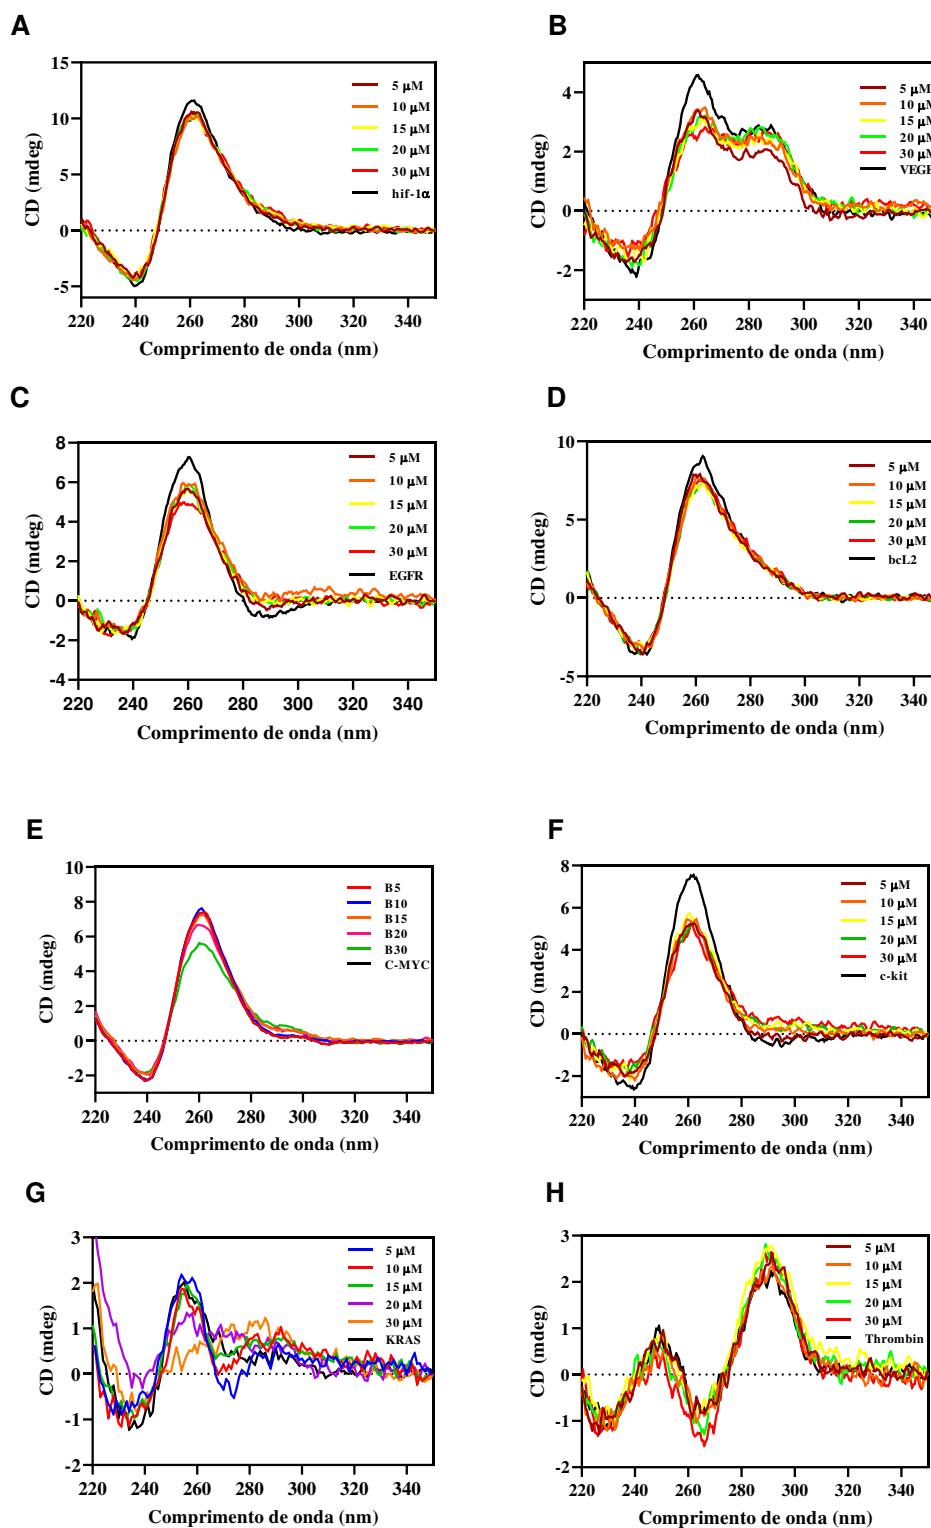 A
CD (mdeg)
15
10
5
0
-5
5 μM
10 μM
15 μM
20 μM
30 μM
hif-1α
220 240 260 280 300 320 340
Comprimento de onda (nm)
B
CD (mdeg)
4
2
0
-2
5 μM
10 μM
15 μM
20 μM
30 μM
220 240 260 280 300 320 340
Comprimento de onda (nm)
C
CD (mdeg)
8
6
4
2
0
-2
-4
5 μM
10 μM
15 μM
20 μM
30 μM
EGFR
220 240 260 280 300 320 340
Comprimento de onda (nm)
D
CD (mdeg)
10
5
0
-5
5 μM
10 μM
15 μM
20 μM
30 μM
bcL2
220 240 260 280 300 320 340
Comprimento de onda (nm)
E
CD (mdeg)
10
8
6
4
2
0
-2
B5
B10
B15
B20
B30
C-MYC
220 240 260 280 300 320 340
Comprimento de onda (nm)
F
CD (mdeg)
8
6
4
2
0
-2
5 μM
10 μM
15 μM
20 μM
30 μM
c-kit
220 240 260 280 300 320 340
Comprimento de onda (nm)
G
CD (mdeg)
3
2
1
0
-1
-2
5 μM
10 μM
15 μM
20 μM
30 μM
KRAS
220 240 260 280 300 320 340
Comprimento de onda (nm)
H
CD (mdeg)
3
2
1
0
-1
-2
5 μM
10 μM
15 μM
20 μM
30 μM
Thrombin
220 240 260 280 300 320 340
Comprimento de onda (nm)